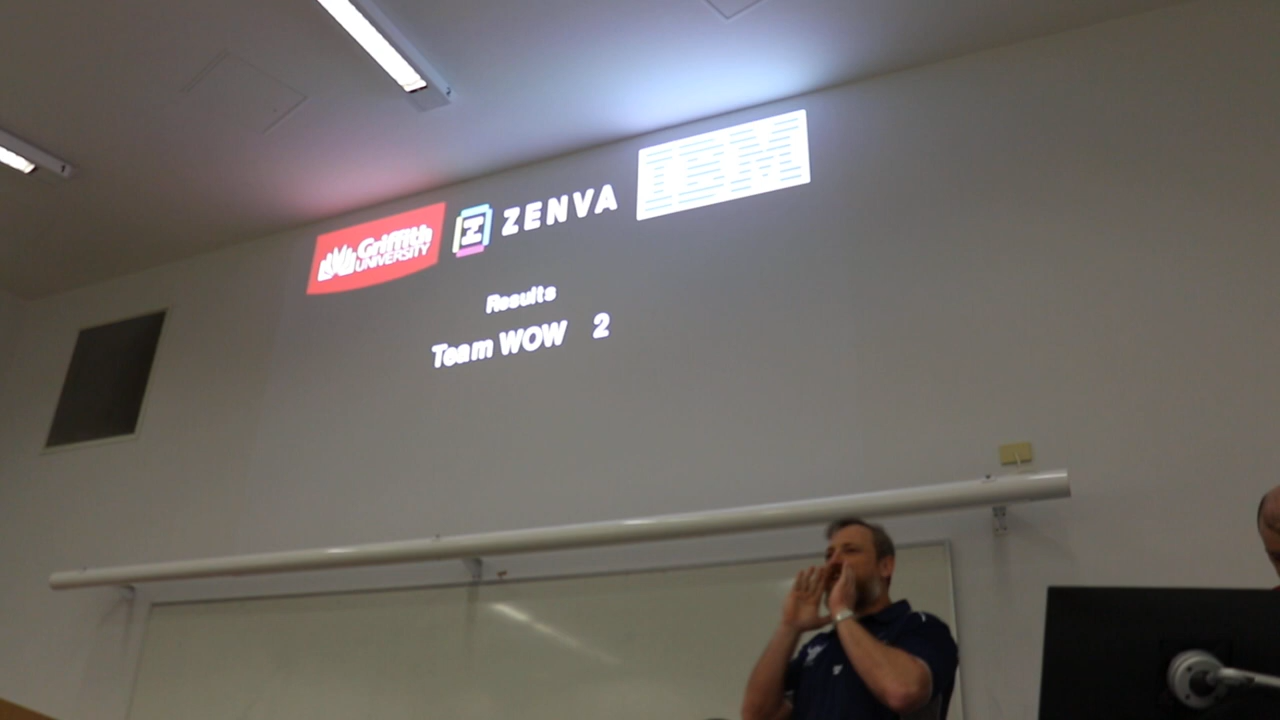 Griffith
UNIVERSITY
ZENVA
IBM
Results
Team WOW 2